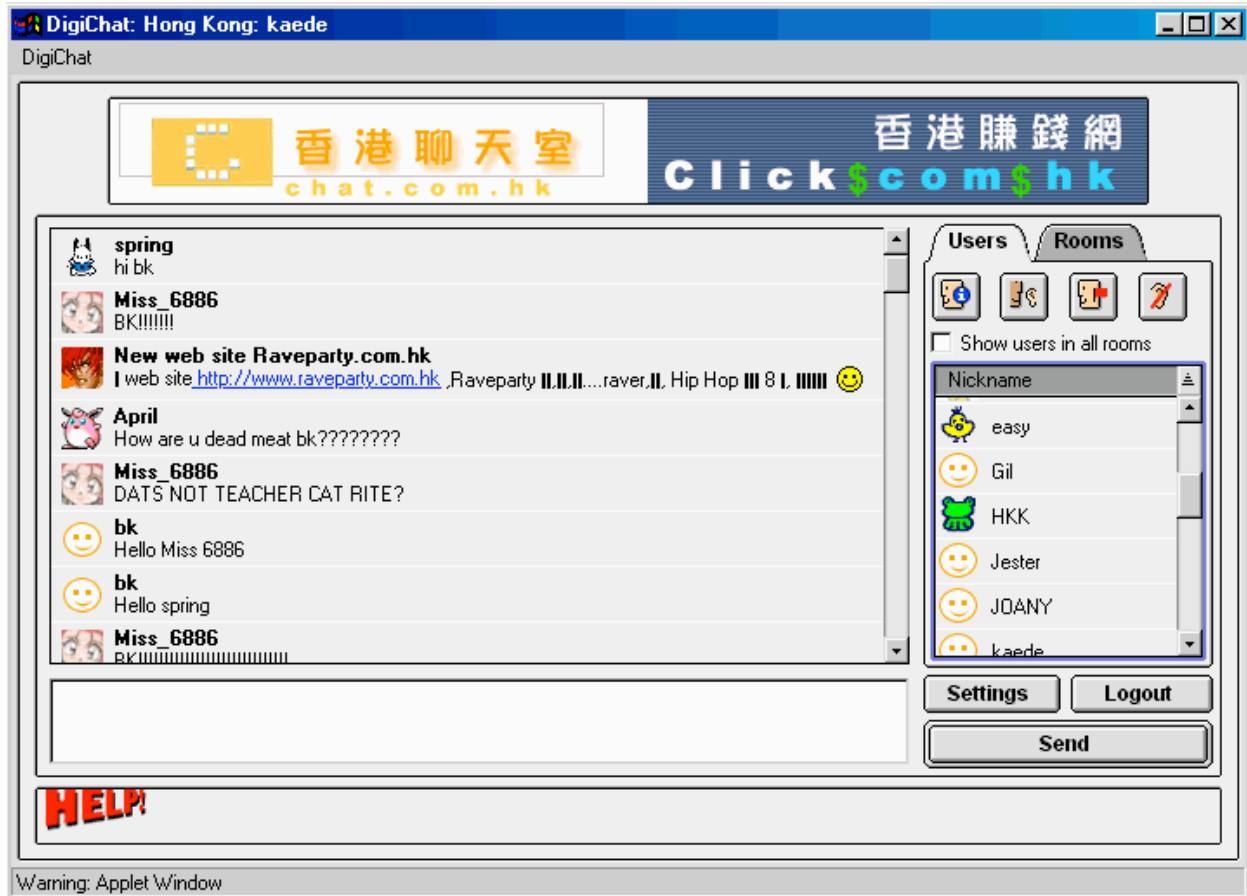 DigiChat: Hong Kong: kaede
DigiChat
香港聊天室
chat.com.hk
香港賺錢網
Click$com$hk
spring
hi bk
Miss_6886
BK!!!!!!!
New web site Raveparty.com.hk
web site http://www.raveparty.com.hk ,Raveparty ....raver, Hip Hop 8
April
How are u dead meat bk????????
Miss_6886
DATS NOT TEACHER CAT RITE?
bk
Hello Miss 6886
bk
Hello spring
Miss_6886
Users
Rooms
Show users in all rooms
Nickname
easy
Gil
HKK
Jester
JOANY
kaede
Settings
Logout
Send
HELP!
Warning: Applet Window